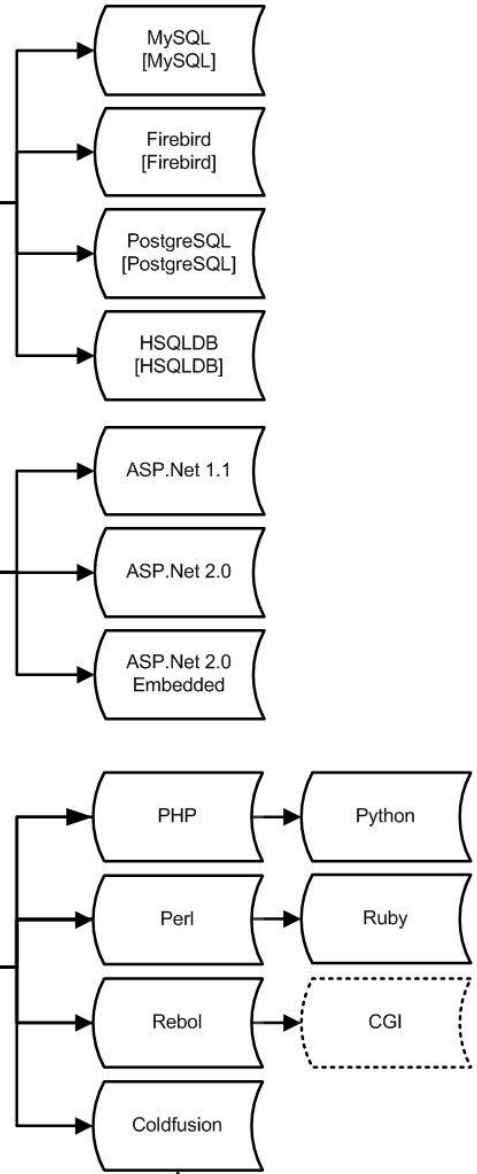 MySQL
[MySQL]
Firebird
[Firebird]
PostgreSQL
[PostgreSQL]
HSQLDB
[HSQLDB]
ASP.Net 1.1
ASP.Net 2.0
ASP.Net 2.0
Embedded
PHP
Python
Perl
Ruby
Rebol
CGI
Coldfusion